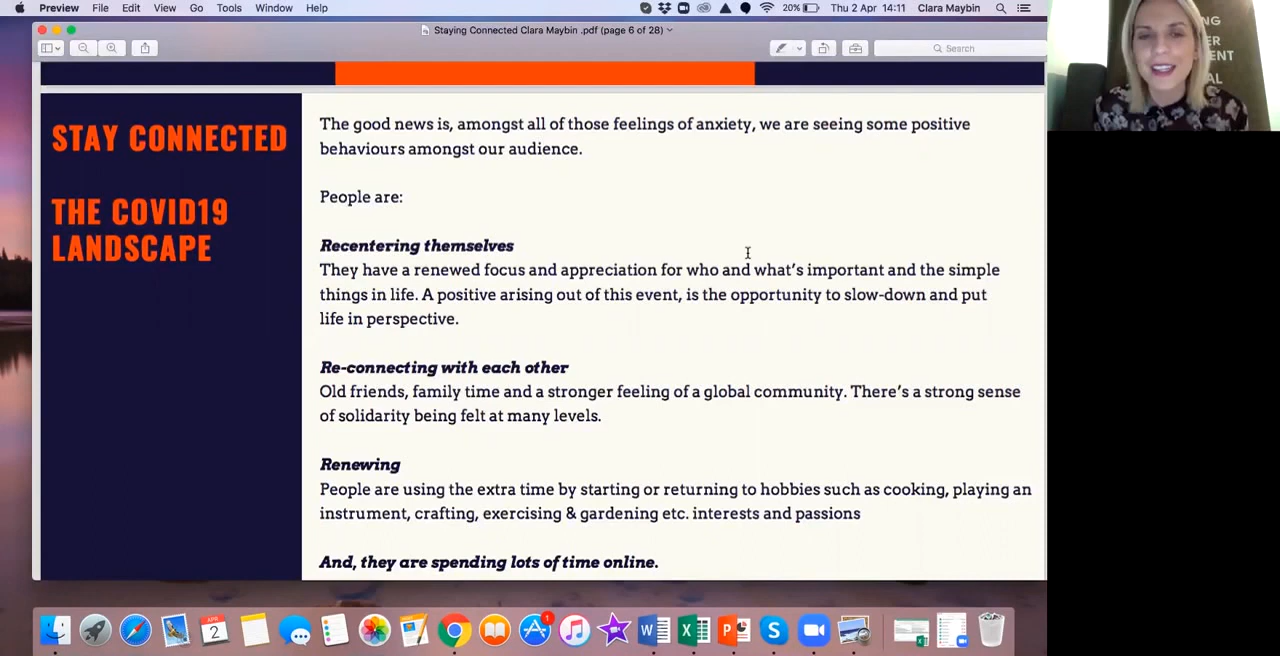 Preview File Edit View Go Tools Window Help
20% Thu 2 Apr 14:11 Clara Maybin
Staying Connected Clara Maybin .pdf (page 6 of 28)
Search
STAY CONNECTED
THE COVID19
LANDSCAPE
The good news is, amongst all of those feelings of anxiety, we are seeing some positive
behaviours amongst our audience.
People are:
Recentering themselves
They have a renewed focus and appreciation for who and what’s important and the simple
things in life. A positive arising out of this event, is the opportunity to slow-down and put
life in perspective.
Re-connecting with each other
Old friends, family time and a stronger feeling of a global community. There’s a strong sense
of solidarity being felt at many levels.
Renewing
People are using the extra time by starting or returning to hobbies such as cooking, playing an
instrument, crafting, exercising & gardening etc. interests and passions
And, they are spending lots of time online.
APR
2
1
W
X
P
S